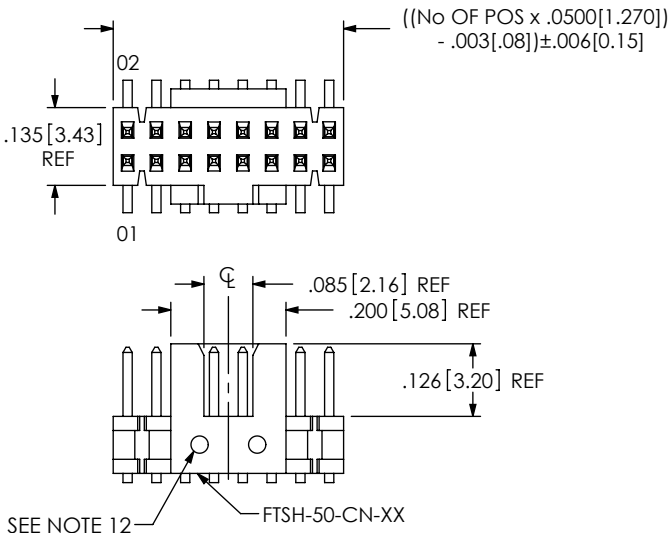 ((No OF POS x .0500[1.270])
- .003[.08])±.006[0.15]
02
.135[3.43]
REF
01
℄
.085[2.16] REF
.200[5.08] REF
.126[3.20] REF
SEE NOTE 12
FTSH-50-CN-XX